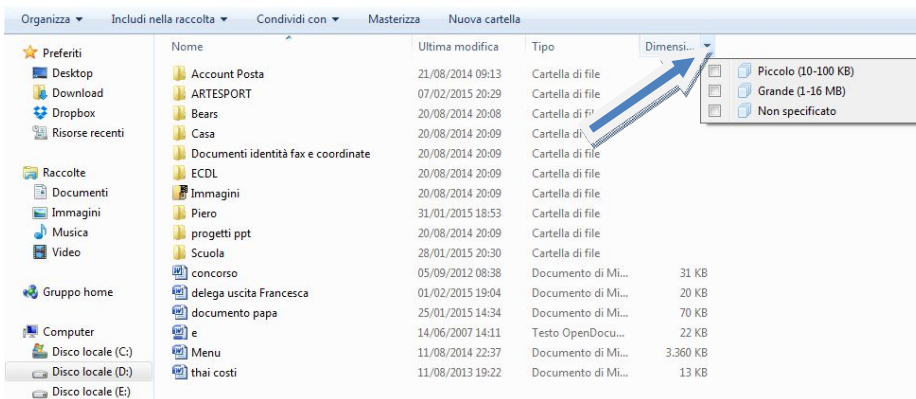 Organizza Includi nella raccolta Condividi con Masterizza Nuova cartella
Nome Ultima modifica Tipo Dimensi...
Preferiti
Desktop
Download
Dropbox
Risorse recenti
Raccolte
Documenti
Immagini
Musica
Video
Gruppo home
Computer
Disco locale (C:)
Disco locale (D:)
Disco locale (E:)
Account Posta 21/08/2014 09:13 Cartella di file
ARTESPORT 07/02/2015 20:29 Cartella di file
Bears 20/08/2014 20:08 Cartella di
Casa 20/08/2014 20:09 Cartella di
Documenti identità fax e coordinate 20/08/2014 20:09 Cartella di file
ECDL 20/08/2014 20:09 Cartella di file
Immagini 20/08/2014 20:09 Cartella di file
Piero 31/01/2015 18:53 Cartella di file
progetti ppt 20/08/2014 20:09 Cartella di file
Scuola 28/01/2015 20:30 Cartella di file
concorso 05/09/2012 08:38 Documento di Mi... 31 KB
delega uscita Francesca 01/02/2015 19:04 Documento di Mi... 20 KB
documento papa 25/01/2015 14:34 Documento di Mi... 70 KB
e 14/06/2007 14:11 Testo OpenDocu... 22 KB
Menu 11/08/2014 22:37 Documento di Mi... 3.360 KB
thai costi 11/08/2013 19:22 Documento di Mi... 13 KB
Piccolo (10-100 KB)
Grande (1-16 MB)
Non specificato